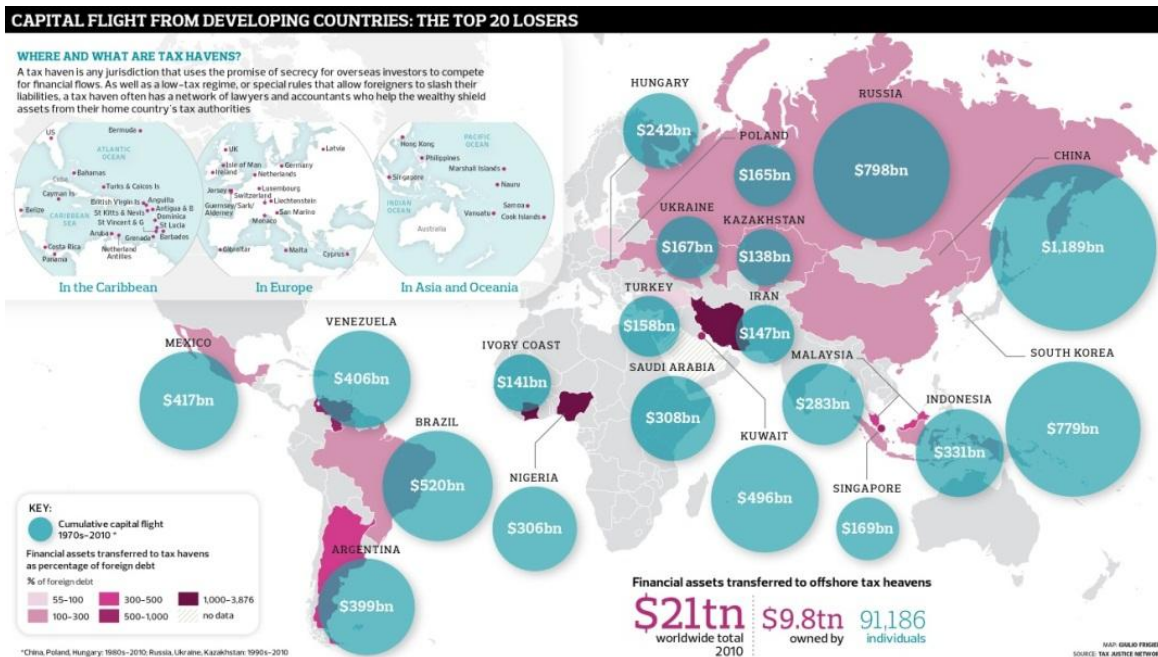 CAPITAL FLIGHT FROM DEVELOPING COUNTRIES: THE TOP 20 LOSERS
WHERE AND WHAT ARE TAX HAVENS?
A tax haven is any jurisdiction that uses the promise of secrecy for overseas investors to compete
for financial flows. As well as a low-tax regime, or special rules that allow foreigners to slash their
liabilities, a tax haven often has a network of lawyers and accountants who help the wealthy shield
assets from their home country's tax authorities
US
Bermuda
ATLANTIC
OCEAN
Bahamas
Cuba
Turks & Caicos Is
Cayman Is
British Virgin Is
Anguilla
Antigua & B
Belize
CARIBBEAN
SEA
St Kitts & Nevis
Dominica
St Vincent & G
St Lucia
Aruba
Grenada
Barbados
Costa Rica
Netherland
Antilles
Panama
In the Caribbean
UK
Latvia
Isle of Man
Germany
Ireland
Netherlands
Jersey
Luxembourg
Switzerland
Guernsey/Sark/
Alderney
Liechtenstein
San Marino
Monaco
Gibralfar
Malta
Cyprus
In Europe
Hong Kong
PACIFIC
OCEAN
Philippines
Marshall Islands
Singapore
Nauru
INDIAN
OCEAN
Samoa
Vanuatu
Cook Islands
Australia
In Asia and Oceania
HUNGARY
$242bn
POLAND
$165bn
RUSSIA
$798bn
CHINA
$1,189bn
UKRAINE
$167bn
KAZAKHSTAN
$138bn
TURKEY
$158bn
IRAN
$147bn
SOUTH KOREA
$779bn
MEXICO
$417bn
VENEZUELA
$406bn
IVORY COAST
$141bn
SAUDI ARABIA
$308bn
MALAYSIA
$283bn
INDONESIA
$331bn
BRAZIL
$520bn
NIGERIA
$306bn
KUWAIT
$496bn
SINGAPORE
$169bn
ARGENTINA
$399bn
KEY:
Cumulative capital flight
1970s-2010 *
Financial assets transferred to tax havens
as percentage of foreign debt
% of foreign debt
55-100
300-500
1,000-3,876
100-300
500-1,000
no data
Financial assets transferred to offshore tax heavens
$21tn
worldwide total
2010
$9.8tn
owned by
91,186
individuals
*China, Poland, Hungary: 1980s-2010; Russia, Ukraine, Kazakhstan: 1990s-2010
MAP: GIULIO
SOURCE: TAX JUSTICE